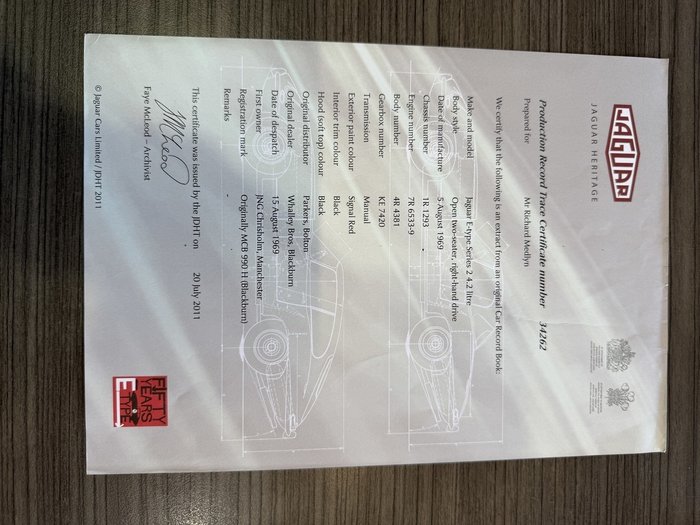 JAGUAR
JAGUAR HERITAGE
Production Record Trace Certificate number 34262
Prepared for Mr Richard Medlyn
We certify that the following is an extract from an original Car Record Book:
Make and model Jaguar E-type Series 2 4.2 litre
Body style Open two-seater, right-hand drive
Date of manufacture 5 August 1969
Chassis number 1R 1293
Engine number 7R 6533-9
Body number 4R 4381
Gearbox number KE 7420
Transmission Manual
Exterior paint colour Signal Red
Interior trim colour Black
Hood (soft top) colour Black
Original distributor Parkers, Bolton
Original dealer Whalley Bros, Blackburn
Date of despatch 15 August 1969
First owner JNG Chrisholm, Manchester
Registration mark Originally MCB 990 H (Blackburn)
Remarks
This certificate was issued by the JDHT on 20 July 2011
Faye McLeod – Archivist
© Jaguar Cars Limited / JDHT 2011
FIFTY
YEARS
E TYPE